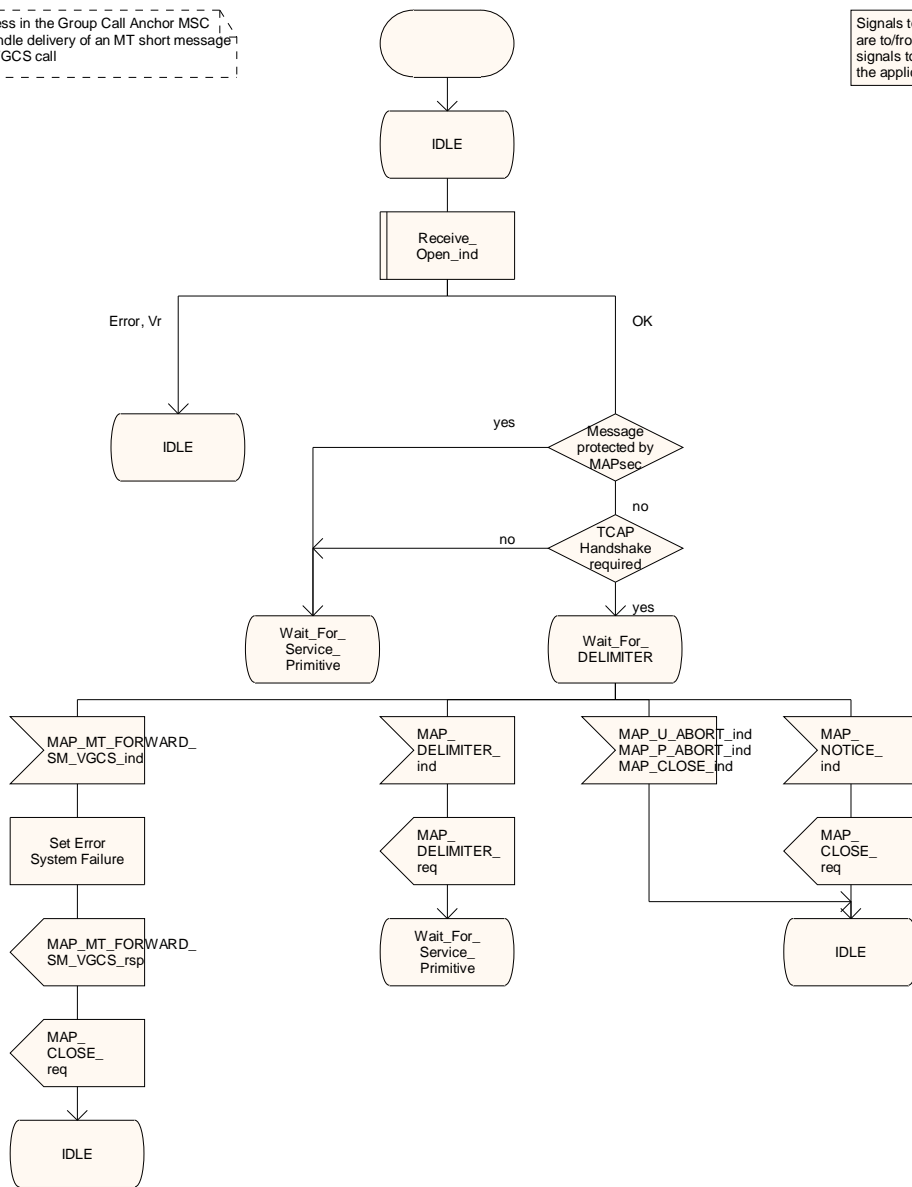 ess in the Group Call Anchor MSC
ndle delivery of an MT short message
GCS call
Signals t
are to/fro
signals to
the applic
IDLE
Receive_
Open_ind
Error, Vr
OK
IDLE
yes
Message
protected by
MAPsec
no
no
TCAP
Handshake
required
yes
Wait_For_
Service_
Primitive
Wait_For_
DELIMITER
MAP_MT_FORWARD_
SM_VGCS_ind
MAP_
DELIMITER_
ind
MAP_U_ABORT_ind
MAP_P_ABORT_ind
MAP_CLOSE_ind
MAP_
NOTICE_
ind
Set Error
System Failure
MAP_
DELIMITER_
req
MAP_
CLOSE_
req
MAP_MT_FORWARD_
SM_VGCS_rsp
Wait_For_
Service_
Primitive
IDLE
MAP_
CLOSE_
req
IDLE